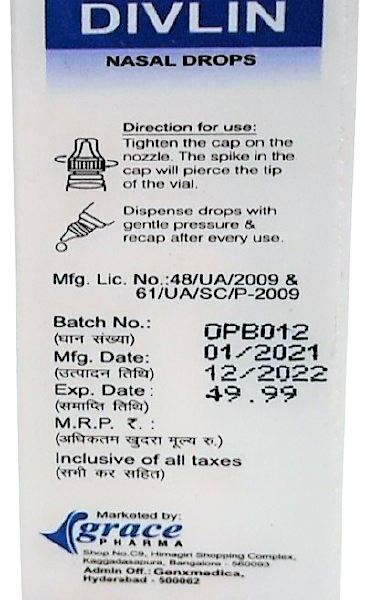 DIVLIN
NASAL DROPS
Direction for use:
Tighten the cap on the
nozzle. The spike in the
cap will pierce the tip
of the vial.
Dispense drops with
gentle pressure &
recap after every use.
Mfg. Lic. No.:48/UA/2009 &
61/UA/SC/P-2009
Batch No.: OPB012
(घान संख्या)
Mfg. Date: 01/2021
(उत्पादन तिथि)
Exp. Date : 12/2022
(समाप्ति तिथि)
M.R.P. ₹. : 49.99
(अधिकतम खुदरा मूल्य रु.)
Inclusive of all taxes
(सभी कर सहित)
Marketed by:
grace
PHARMA
Shop No.C9, Himagiri Shopping Complex,
Kaggadasapura, Bangalore - 560093
Admin Off.: Genxmedica,
Hyderabad - 500062